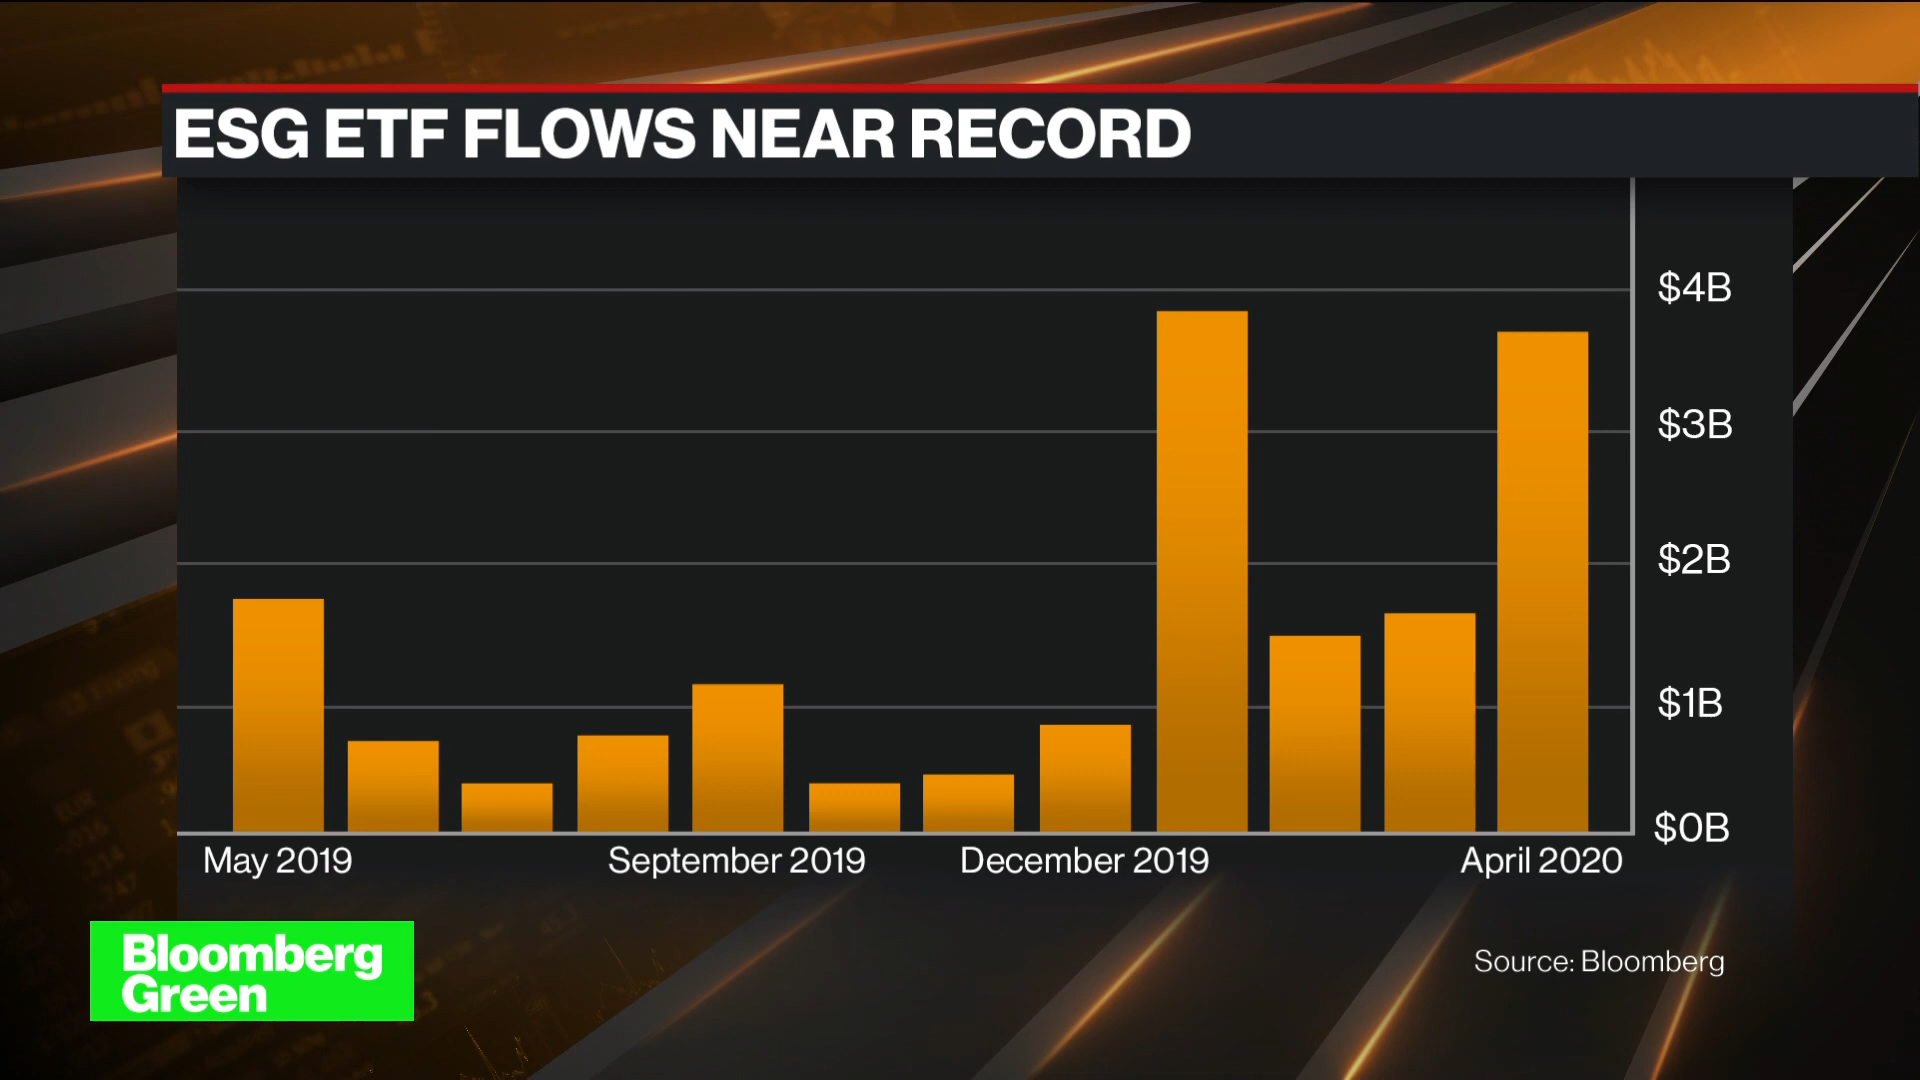 ESG ETF FLOWS NEAR RECORD
$4B
$3B
$2B
$1B
$0B
May 2019
September 2019
December 2019
April 2020
Bloomberg
Green
Source: Bloomberg